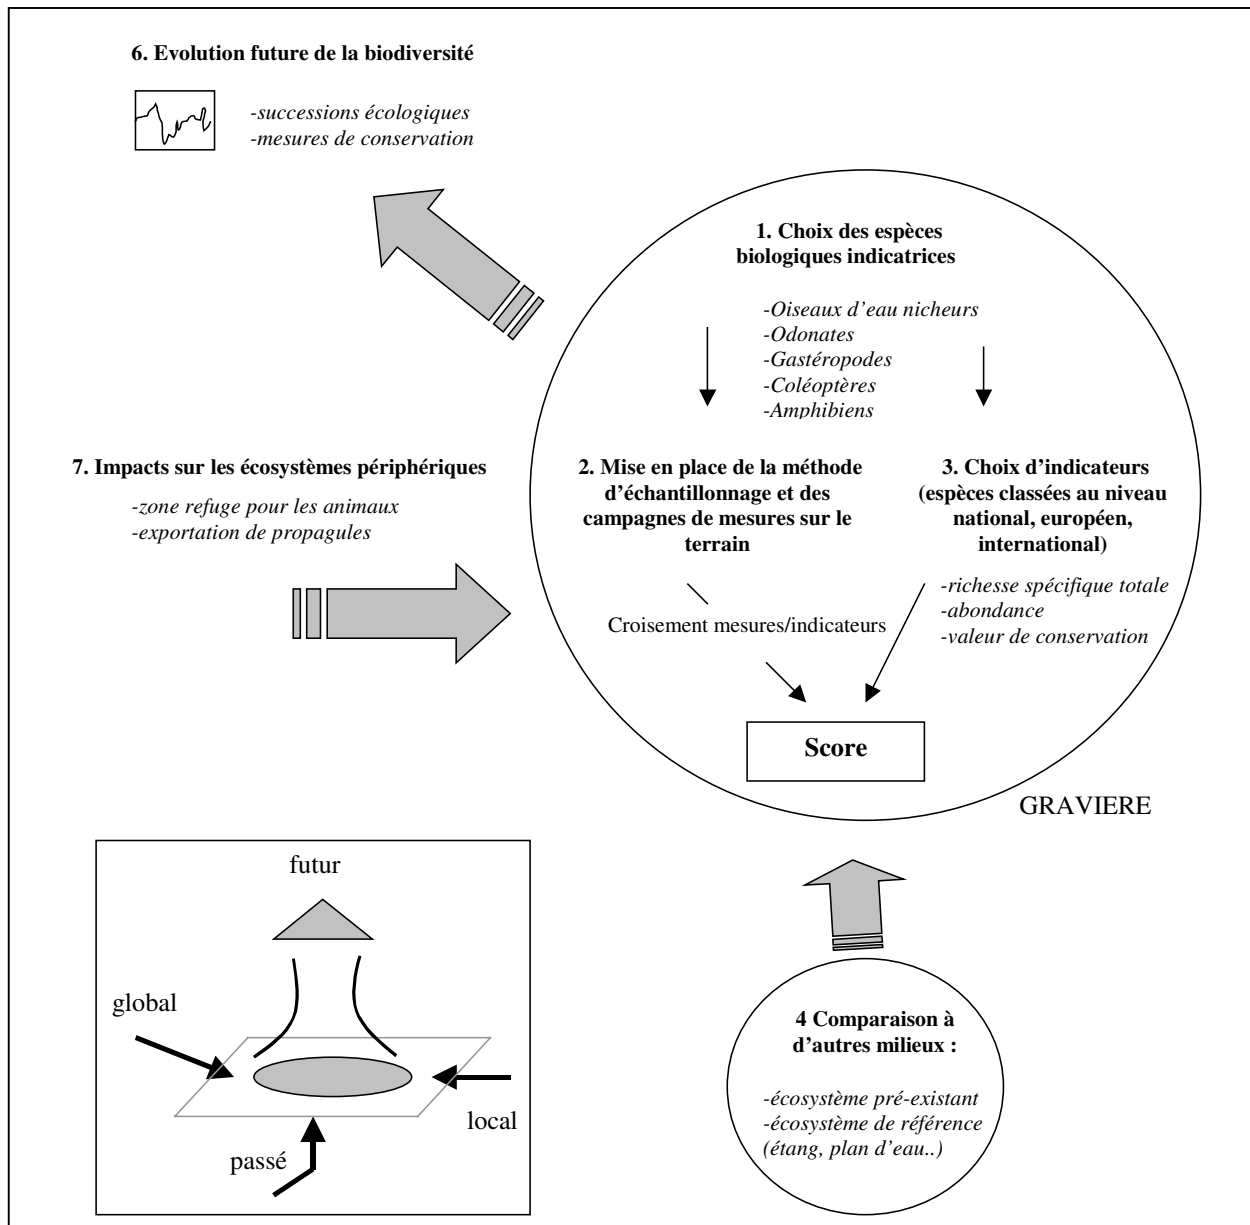 6. Evolution future de la biodiversité
-successions écologiques
-mesures de conservation
1. Choix des espèces
biologiques indicatrices
-Oiseaux d'eau nicheurs
-Odonates
-Gastéropodes
-Coléoptères
-Amphibiens
7. Impacts sur les écosystèmes périphériques
-zone refuge pour les animaux
-exportation de propagules
2. Mise en place de la méthode
d'échantillonnage et des
campagnes de mesures sur le
terrain
3. Choix d'indicateurs
(espèces classées au niveau
national, européen,
international)
-richesse spécifique totale
-abondance
-valeur de conservation
Croisement mesures/indicateurs
Score
GRAVIERE
futur
global
local
passé
4 Comparaison à
d'autres milieux :
-écosystème pré-existant
-écosystème de référence
(étang, plan d'eau..)